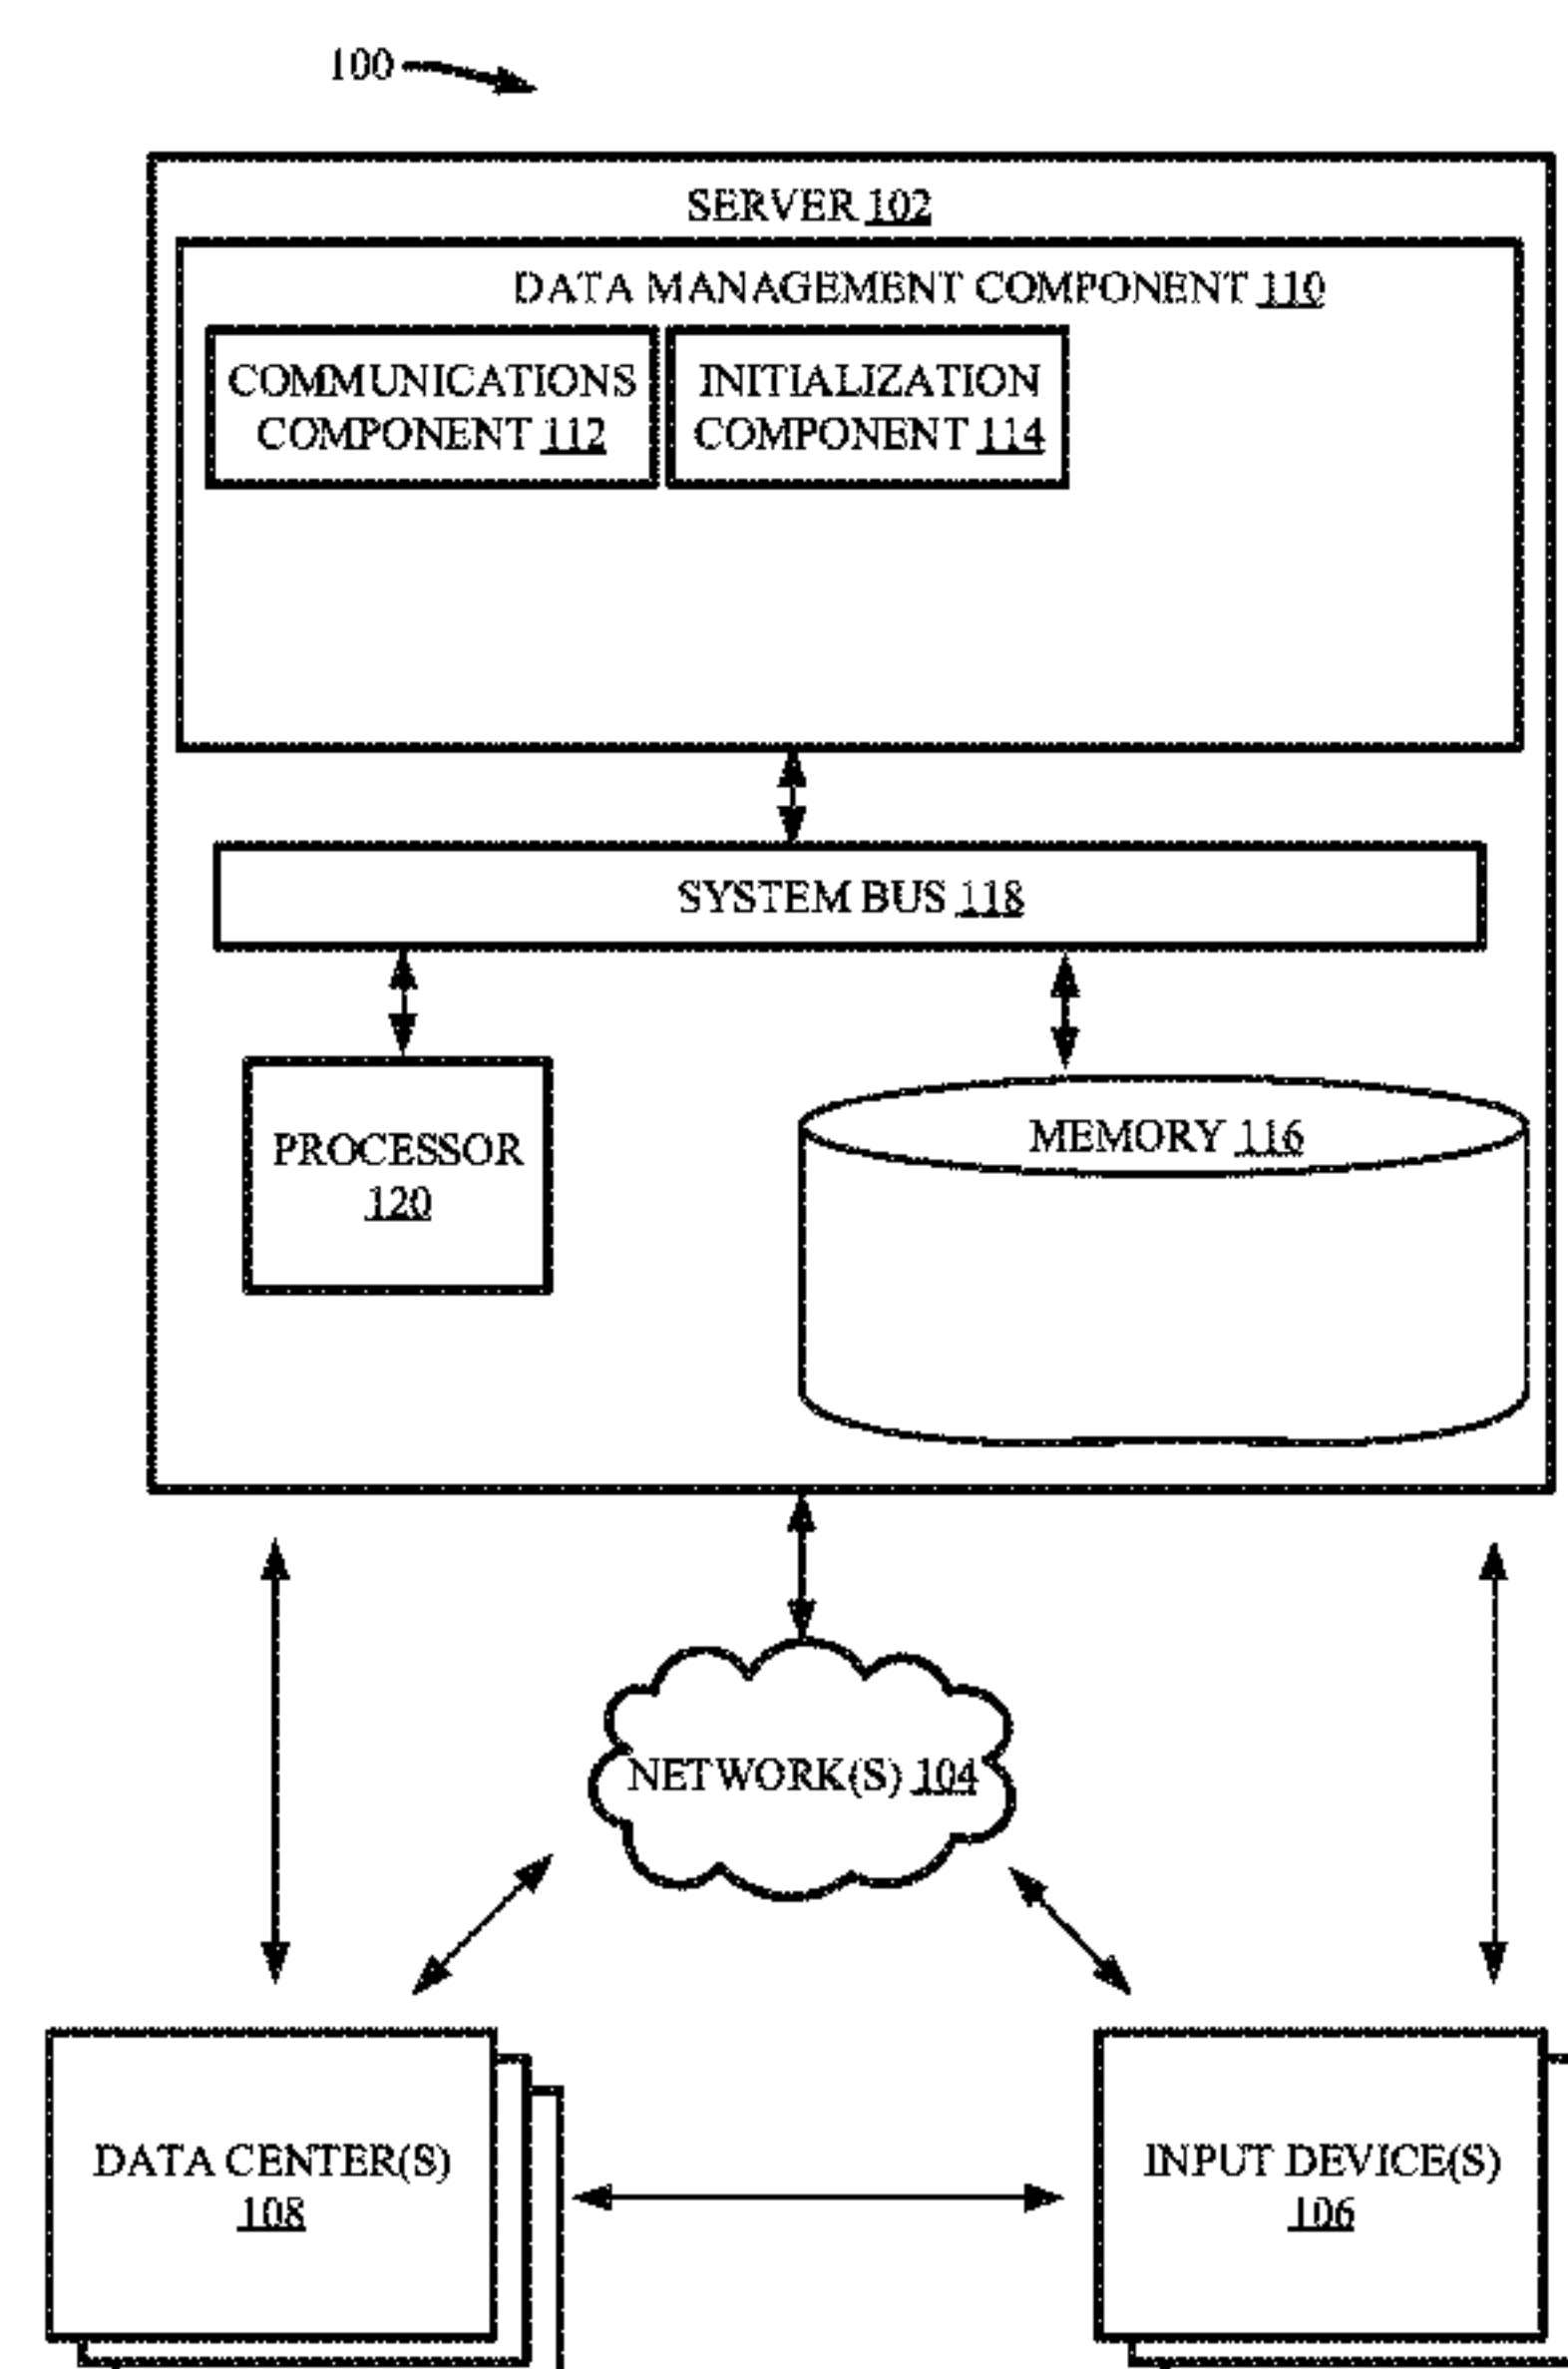 100
SERVER 102
DATA MANAGEMENT COMPONENT 110
COMMUNICATIONS
COMPONENT 112
INITIALIZATION
COMPONENT 114
SYSTEM BUS 118
PROCESSOR
120
MEMORY 116
NETWORK(S) 104
DATA CENTER(S)
108
INPUT DEVICE(S)
106